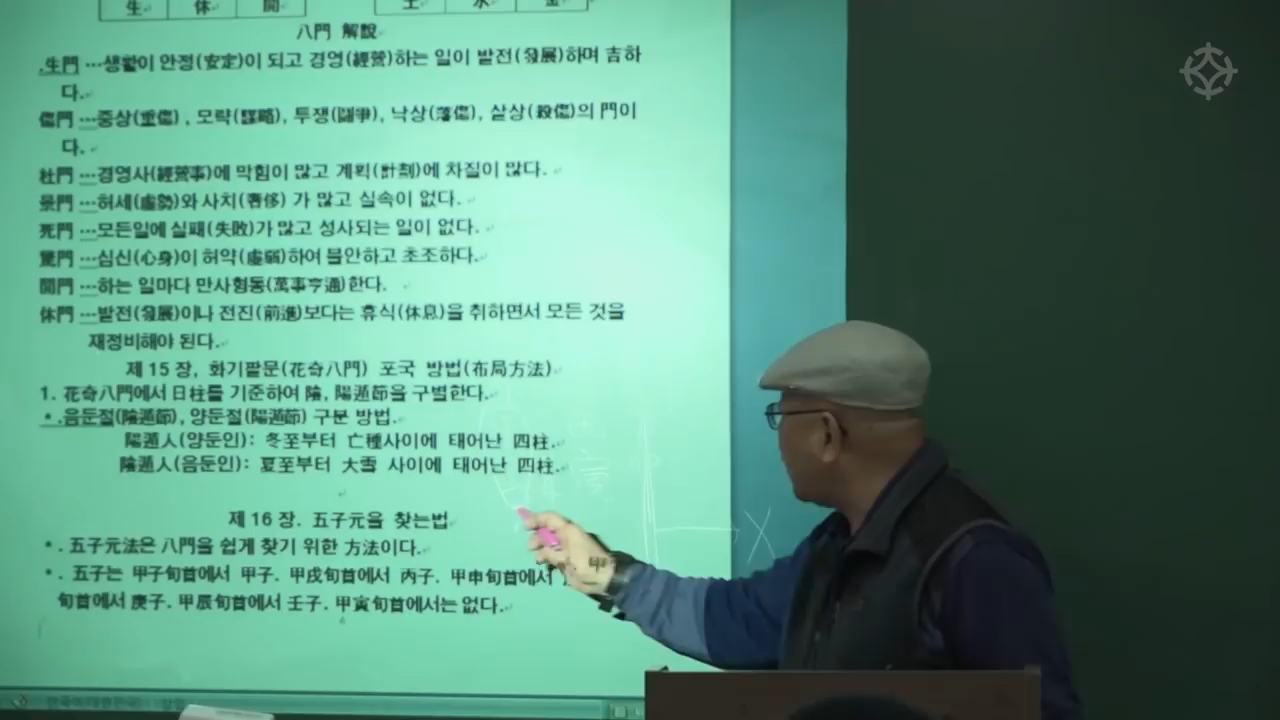 生 休 開 土 水 金
八門 解說
.生門 …생활이 안정(安定)이 되고 경영(經營)하는 일이 발전(發展)하며 吉하
다.
傷門 …중상(重傷) , 모략(謀略), 투쟁(鬪爭), 낙상(落傷), 살상(殺傷)의 門이
다.
杜門 …경영사(經營事)에 막힘이 많고 계획(計劃)에 차질이 많다.
景門 …허세(虛勢)와 사치(奢侈) 가 많고 실속이 없다.
死門 …모든일에 실패(失敗)가 많고 성사되는 일이 없다.
驚門 …심신(心身)이 허약(虛弱)하여 불안하고 초조하다.
開門 …하는 일마다 만사형통(萬事亨通)한다.
休門 …발전(發展)이나 전진(前進)보다는 휴식(休息)을 취하면서 모든 것을
재정비해야 된다.
제 15 장, 화기팔문(花奇八門) 포국 방법(布局方法)
1. 花奇八門에서 日柱를 기준하여 陰, 陽遁節을 구별한다.
*.음둔절(陰遁節), 양둔절(陽遁節) 구분 방법.
陽遁人(양둔인): 冬至부터 亡種사이에 태어난 四柱.
陰遁人(음둔인): 夏至부터 大雪 사이에 태어난 四柱.
제 16 장. 五子元을 찾는법
*. 五子元法은 八門을 쉽게 찾기 위한 方法이다.
*. 五子는 甲子旬首에서 甲子. 甲戌旬首에서 丙子. 甲申旬首에서
旬首에서 庚子. 甲辰旬首에서 壬子. 甲寅旬首에서는 없다.
X